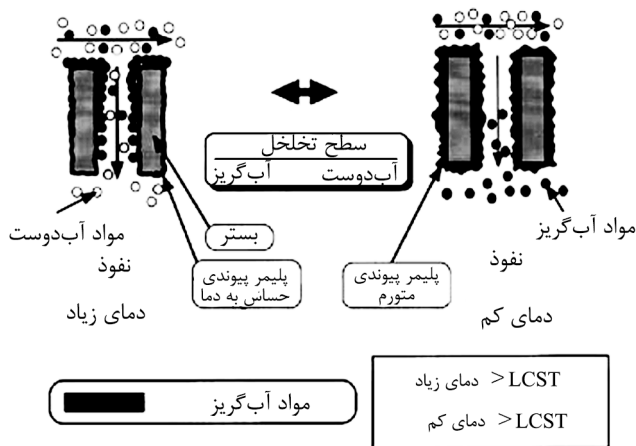 سطح تخلخل
آب‌دوست آب‌گریز
مواد آب‌گریز
نفوذ
دمای کم
پلیمر پیوندی
متورم
بستر
پلیمر پیوندی
حساس به دما
مواد آب‌دوست
نفوذ
دمای زیاد
دمای زیاد > LCST
دمای کم > LCST
مواد آب‌گریز